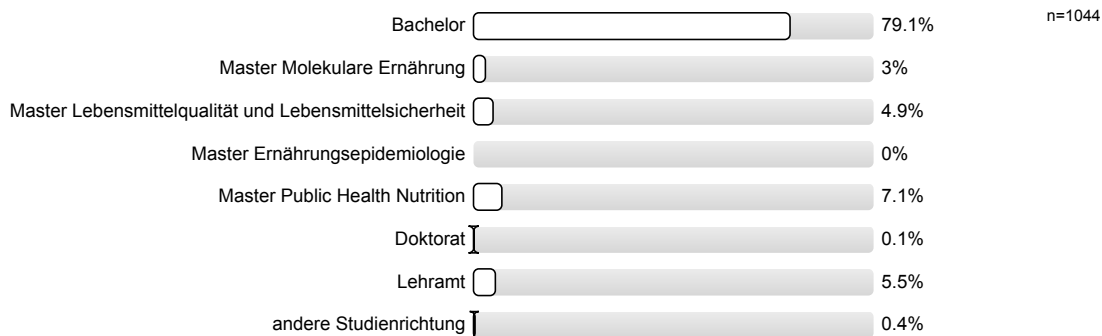 Bachelor 79.1% n=1044
Master Molekulare Ernährung 3%
Master Lebensmittelqualität und Lebensmittelsicherheit 4.9%
Master Ernährungsepidemiologie 0%
Master Public Health Nutrition 7.1%
Doktorat 0.1%
Lehramt 5.5%
andere Studienrichtung 0.4%